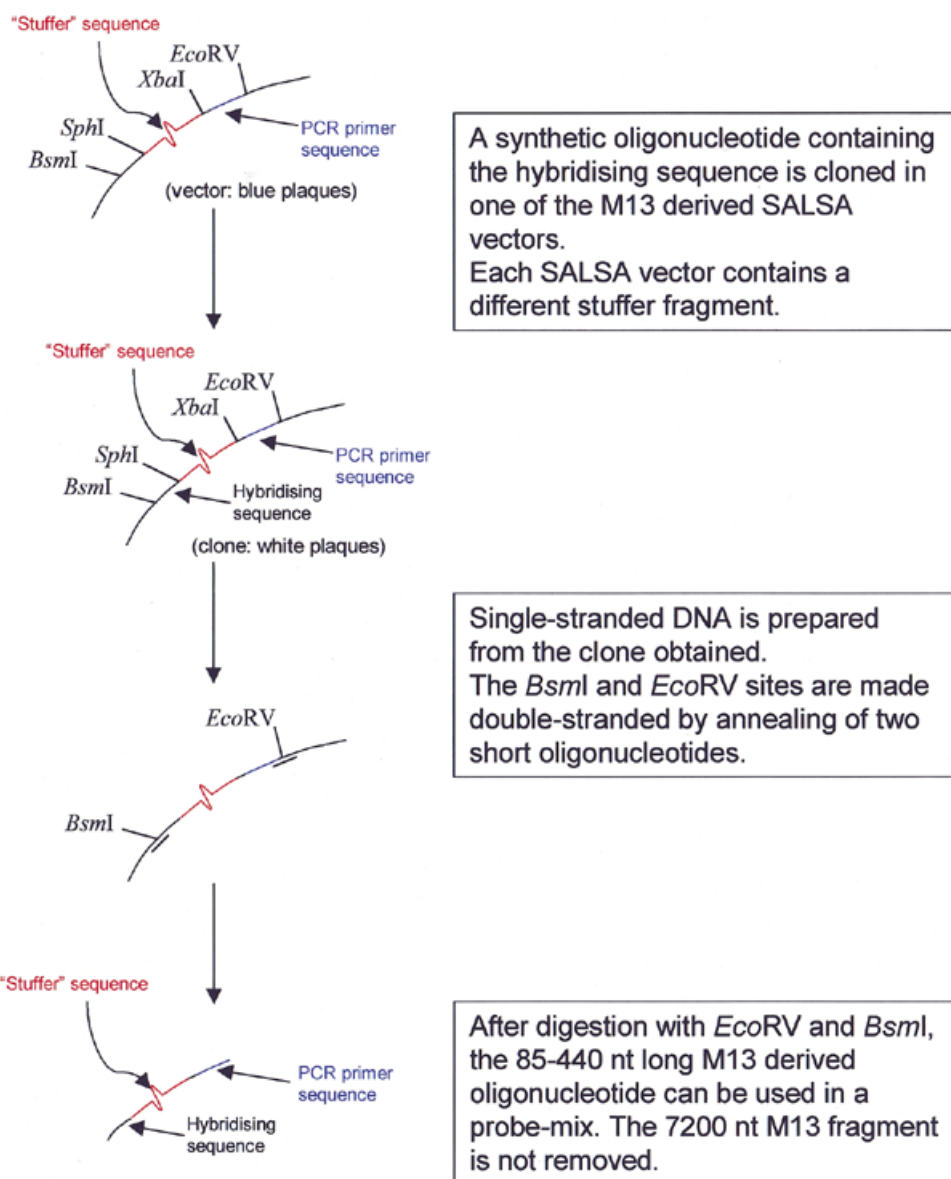 "Stuffer" sequence
EcoRV
XbaI
SphI
PCR primer
sequence
BsmI
(vector: blue plaques)
A synthetic oligonucleotide containing
the hybridising sequence is cloned in
one of the M13 derived SALSA
vectors.
Each SALSA vector contains a
different stuffer fragment.
"Stuffer" sequence
EcoRV
XbaI
PCR primer
sequence
SphI
BsmI
Hybridising
sequence
(clone: white plaques)
Single-stranded DNA is prepared
from the clone obtained.
The BsmI and EcoRV sites are made
double-stranded by annealing of two
short oligonucleotides.
EcoRV
BsmI
"Stuffer" sequence
PCR primer
sequence
Hybridising
sequence
After digestion with EcoRV and BsmI,
the 85-440 nt long M13 derived
oligonucleotide can be used in a
probe-mix. The 7200 nt M13 fragment
is not removed.